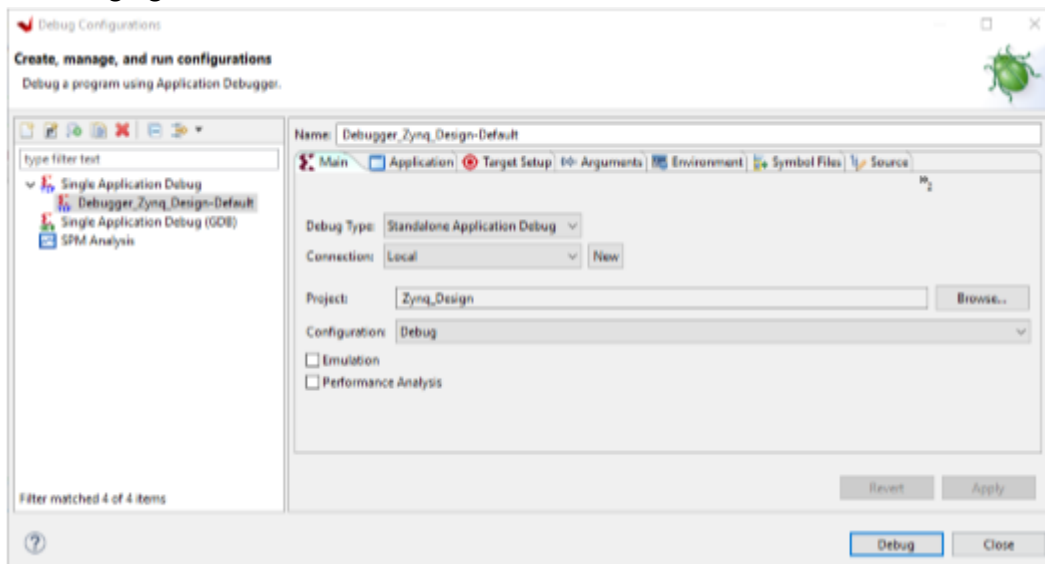 Debug Configurations
Create, manage, and run configurations
Debug a program using Application Debugger.
type filter text
Single Application Debug
Debugger_Zynq_Design-Default
Single Application Debug (GDB)
SPM Analysis
Filter matched 4 of 4 items
Name: Debugger_Zynq_Design-Default
Main Application Target Setup Arguments Environment Symbol Files Source
»2
Debug Type: Standalone Application Debug
Connection: Local New
Project: Zynq_Design Browse...
Configuration: Debug
Emulation
Performance Analysis
Revert Apply
? Debug Close